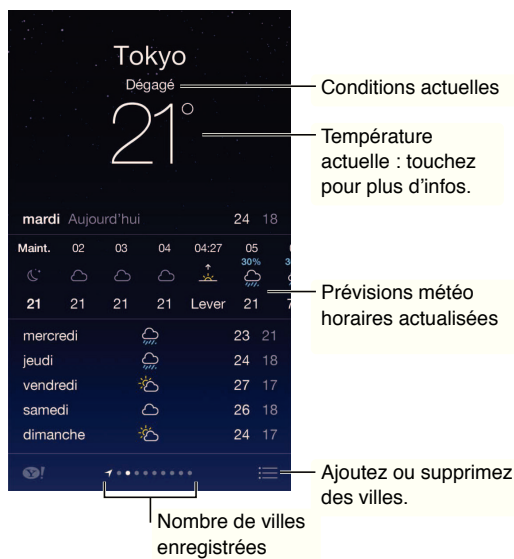 Tokyo
Dégagé
21°
Conditions actuelles
Température
actuelle : touchez
pour plus d'infos.
mardi Aujourd'hui 24 18
Maint. 02 03 04 04:27 05
30%
21 21 21 21 Lever 21
Prévisions météo
horaires actualisées
mercredi 23 21
jeudi 24 18
vendredi 27 17
samedi 26 18
dimanche 24 17
Y!
Ajoutez ou supprimez
des villes.
Nombre de villes
enregistrées